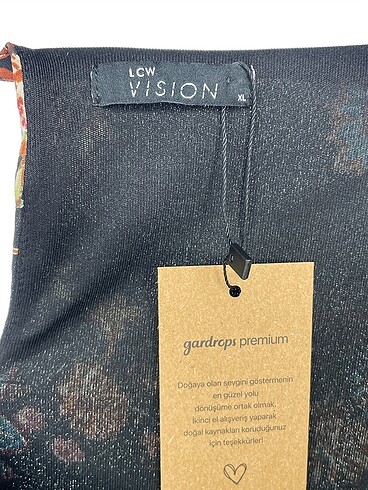 LCW
VISION
XL
gardrops premium
Doğaya olan sevgini göstermenin
en güzel yolu
dönüşüme ortak olmak.
İkinci el alışveriş yaparak
doğal kaynakları koruduğunuz
için teşekkürler!